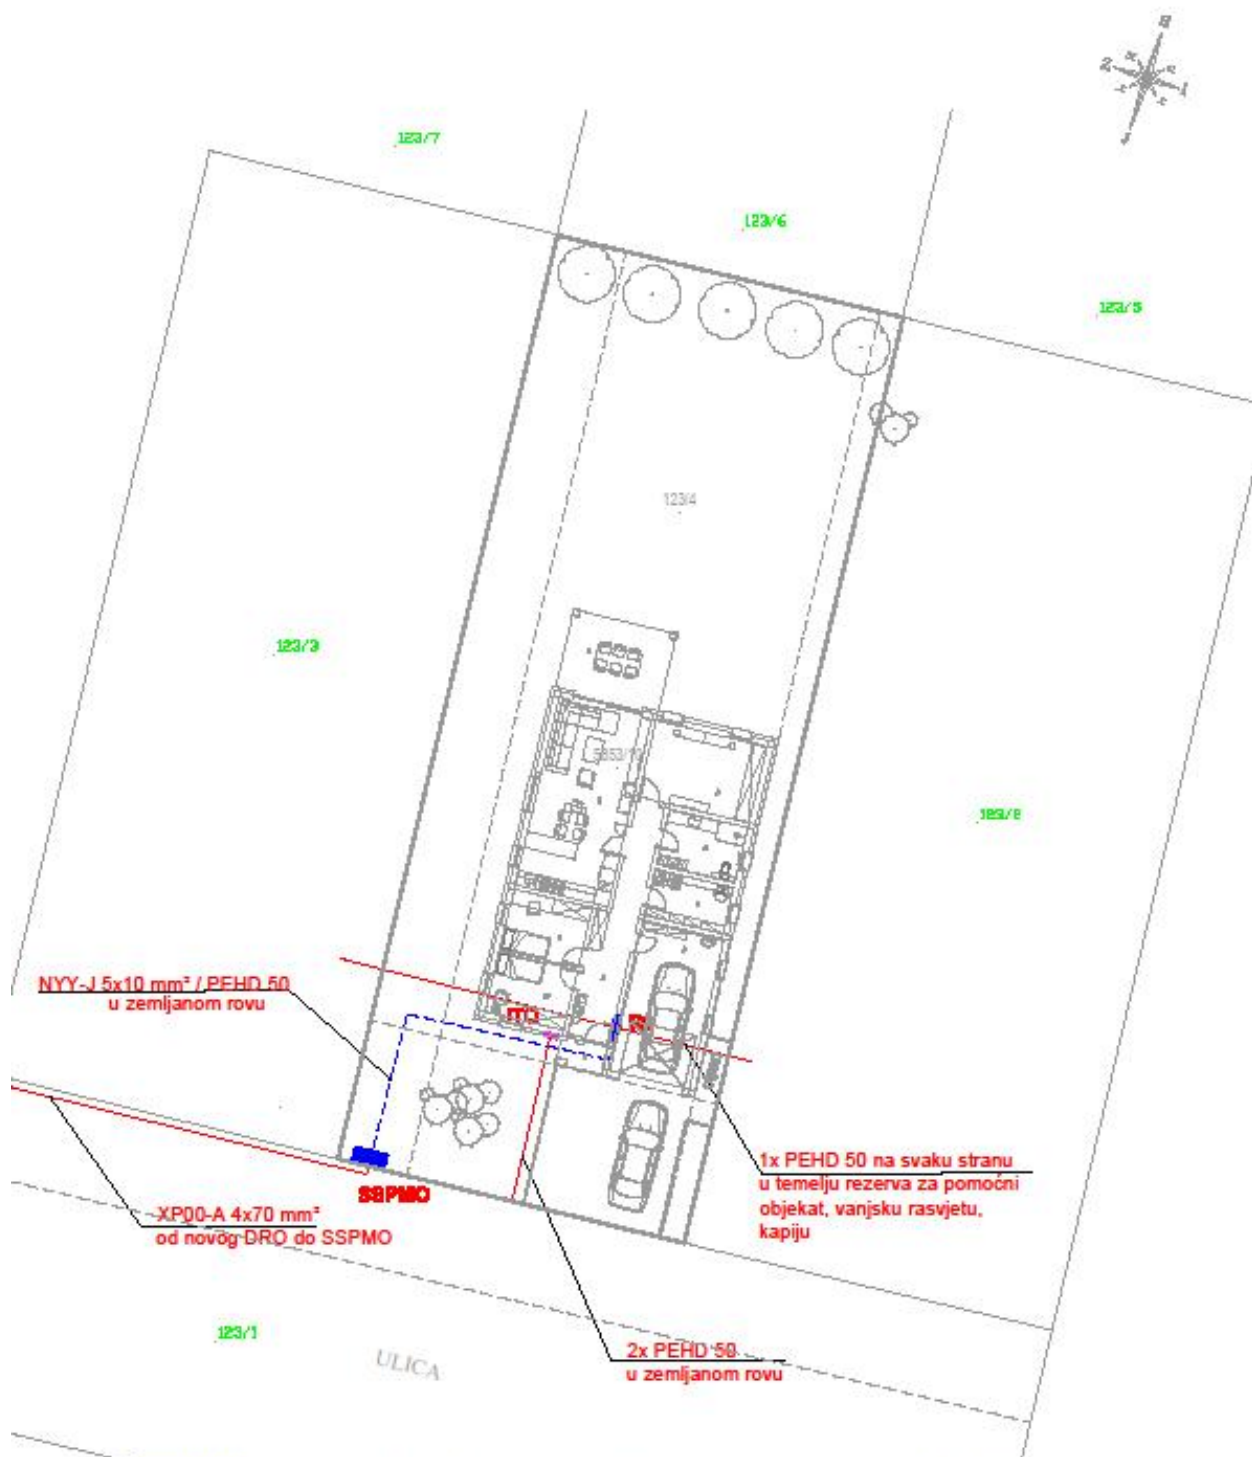 123/7
123/6
123/5
123/4
123/3
123/2
NYY-J 5x10 mm² / PEHD 50
u zemljanom rovu
SSPMO
1x PEHD 50 na svaku stranu
u temelju rezerva za pomoćni
objekat, vanjsku rasvjetu,
kapiju
XP00-A 4x70 mm²
od novog DRO do SSPMO
123/1
ULICA
2x PEHD 50
u zemljanom rovu